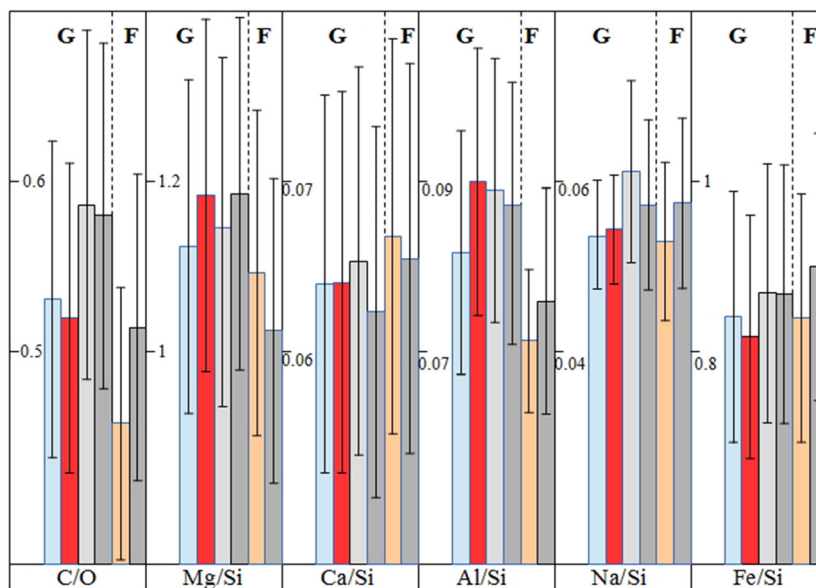 G F G F G F G F G F G F
0.6 1.2 0.07 0.09 0.06 1
0.5 1 0.06 0.07 0.04 0.8
C/O Mg/Si Ca/Si Al/Si Na/Si Fe/Si